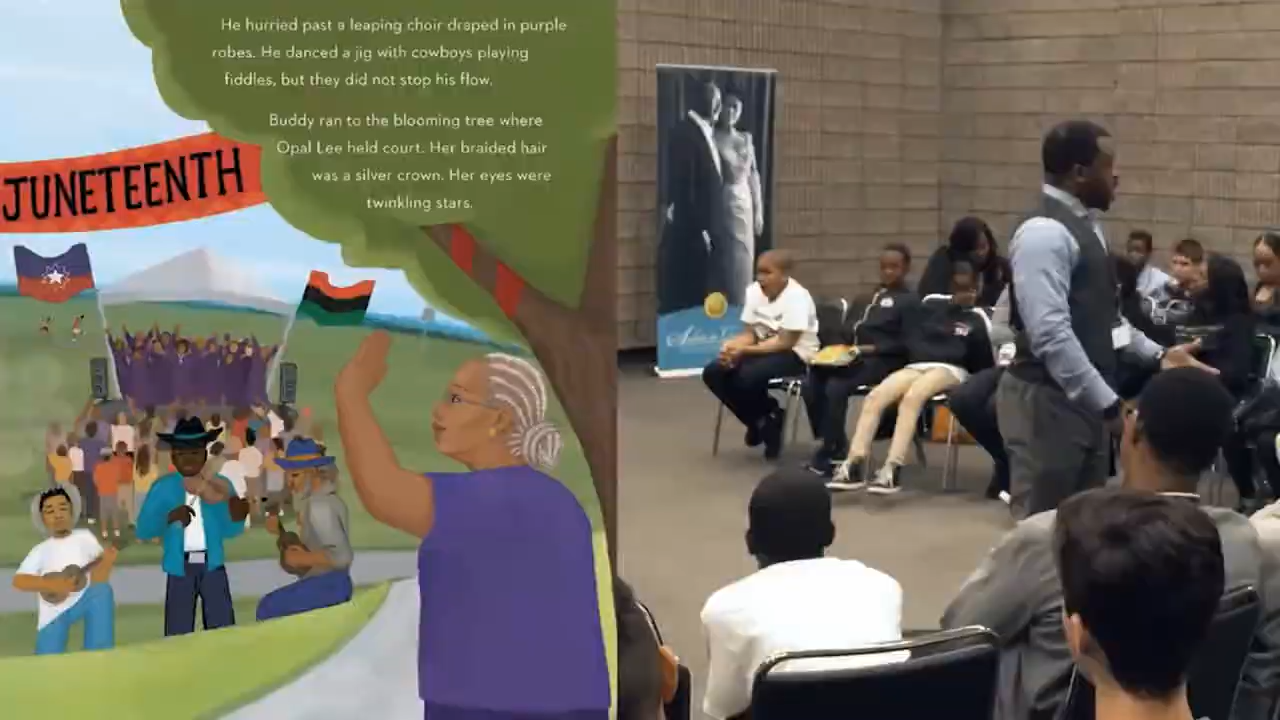 He hurried past a leaping choir draped in purple
robes. He danced a jig with cowboys playing
fiddles, but they did not stop his flow.
Buddy ran to the blooming tree where
Opal Lee held court. Her braided hair
was a silver crown. Her eyes were
twinkling stars.
JUNETEENTH